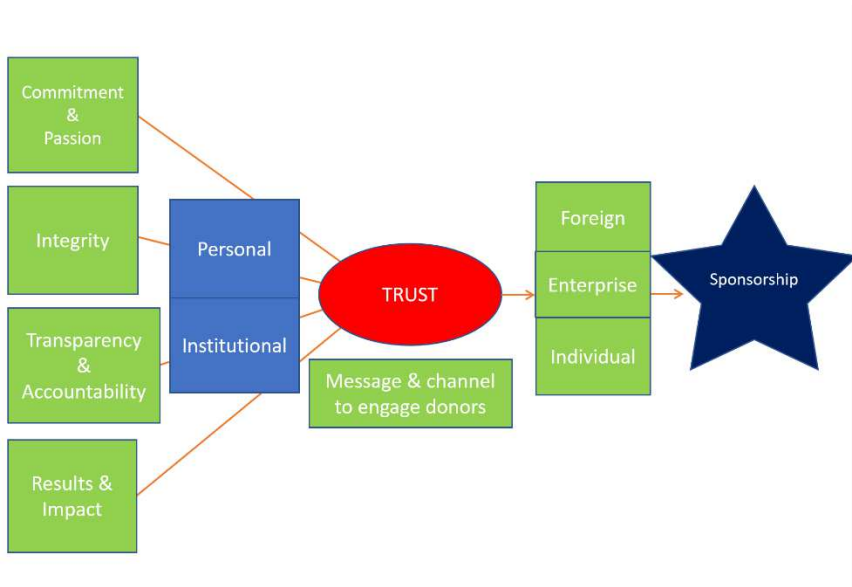 Commitment
&
Passion
Integrity
Transparency
&
Accountability
Results &
Impact
Personal
Institutional
TRUST
Message & channel
to engage donors
Foreign
Enterprise
Individual
Sponsorship